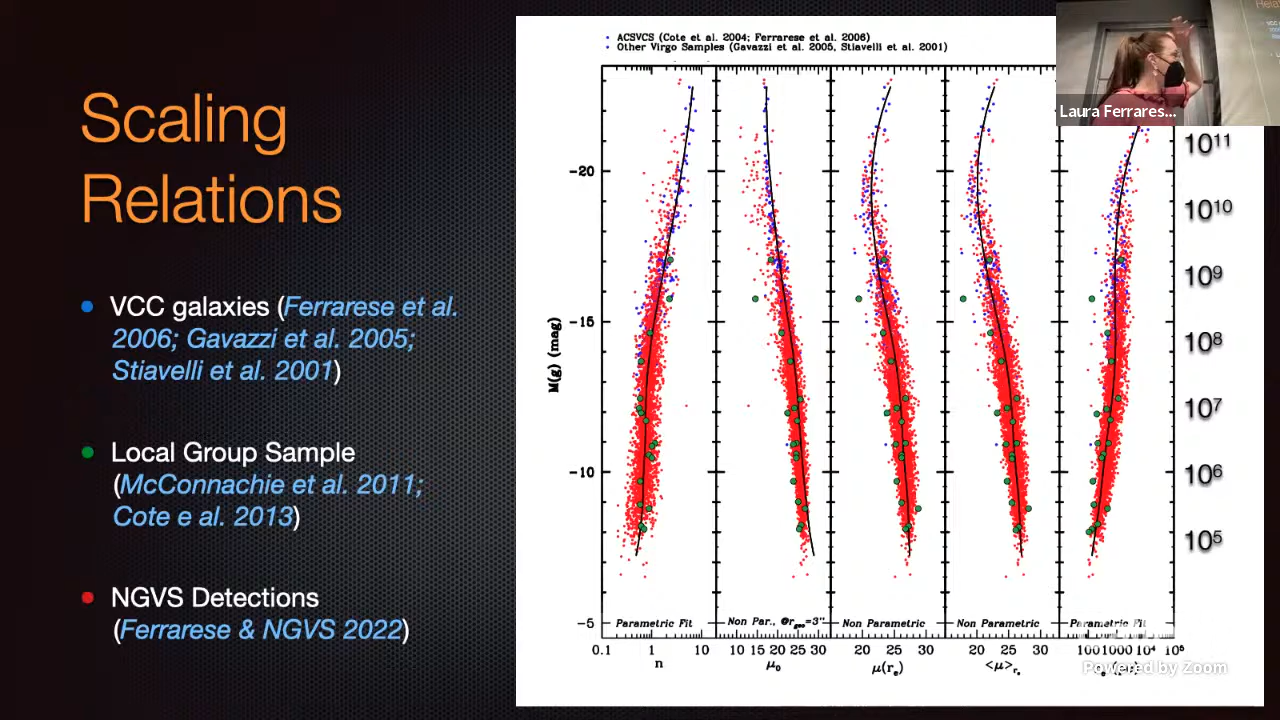 Scaling
Relations
VCC galaxies (Ferrarese et al.
2006; Gavazzi et al. 2005;
Stiavelli et al. 2001)
Local Group Sample
(McConnachie et al. 2011;
Cote e al. 2013)
NGVS Detections
(Ferrarese & NGVS 2022)
ACSVCS (Cote et al. 2004; Ferrarese et al. 2006)
Other Virgo Samples (Gavazzi et al. 2005, Stiavelli et al. 2001)
Laura Ferrares...
M(g) (mag)
-20
-15
-10
-5
10¹¹
10¹⁰
10⁹
10⁸
10⁷
10⁶
10⁵
Parametric Fit
Non Par., @r_geo=3"
Non Parametric
Non Parametric
Parametric Fit
0.1 1 10
10 15 20 25 30
20 25 30
20 25 30
100 1000 10⁴ 10⁵
n
μ₀
μ(rₑ)
<μ>rₑ
Powered by Zoom